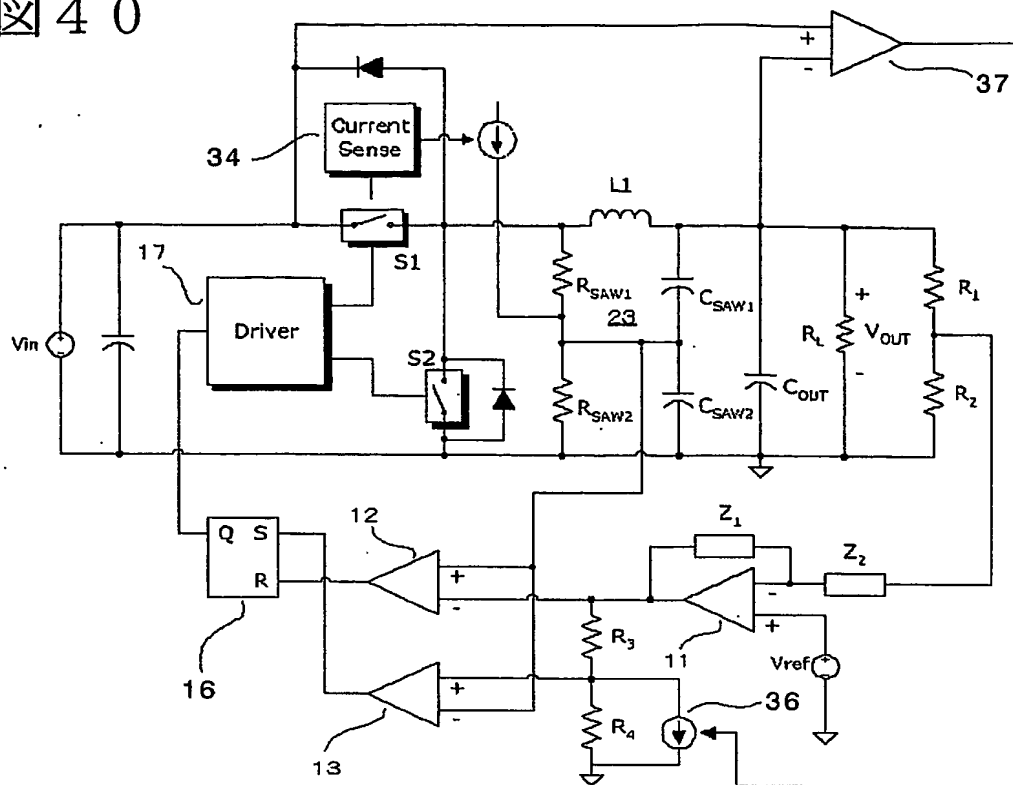 図４０
+
-
37
Current
Sense
34
L1
17
S1
RSAW1
CSAW1
R1
23
+
Driver
Vin
RL
VOUT
S2
-
RSAW2
CSAW2
COUT
R2
12
Z1
Q S
Z2
R
+
-
-
+
R3
11
Vref
16
+
36
-
R4
13